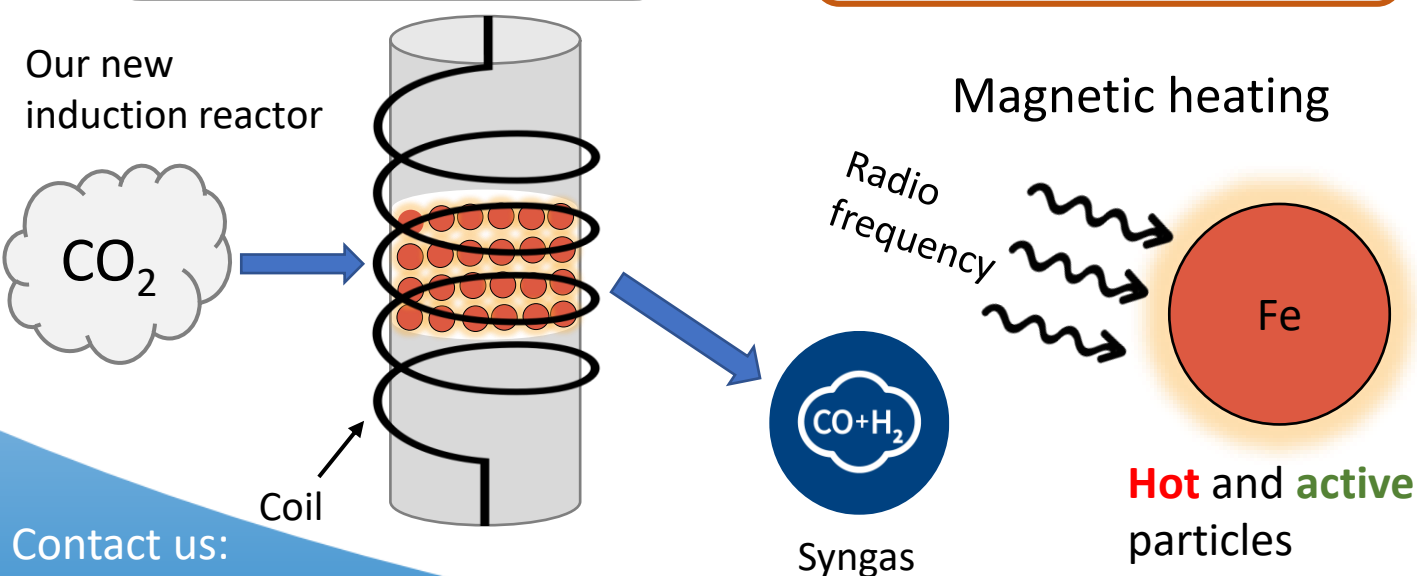 Our new
induction reactor
CO₂
Coil
Contact us:
CO+H₂
Syngas
Magnetic heating
Radio
frequency
Fe
Hot and active
particles